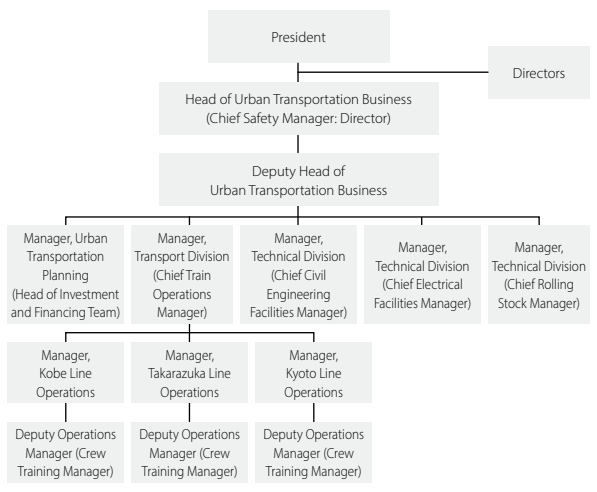 President
Directors
Head of Urban Transportation Business
(Chief Safety Manager: Director)
Deputy Head of
Urban Transportation Business
Manager, Urban
Transportation
Planning
(Head of Investment
and Financing Team)
Manager,
Transport Division
(Chief Train
Operations
Manager)
Manager,
Technical Division
(Chief Civil
Engineering
Facilities Manager)
Manager,
Technical Division
(Chief Electrical
Facilities Manager)
Manager,
Technical Division
(Chief Rolling
Stock Manager)
Manager,
Kobe Line
Operations
Manager,
Takarazuka Line
Operations
Manager,
Kyoto Line
Operations
Deputy Operations
Manager (Crew
Training Manager)
Deputy Operations
Manager (Crew
Training Manager)
Deputy Operations
Manager (Crew
Training Manager)